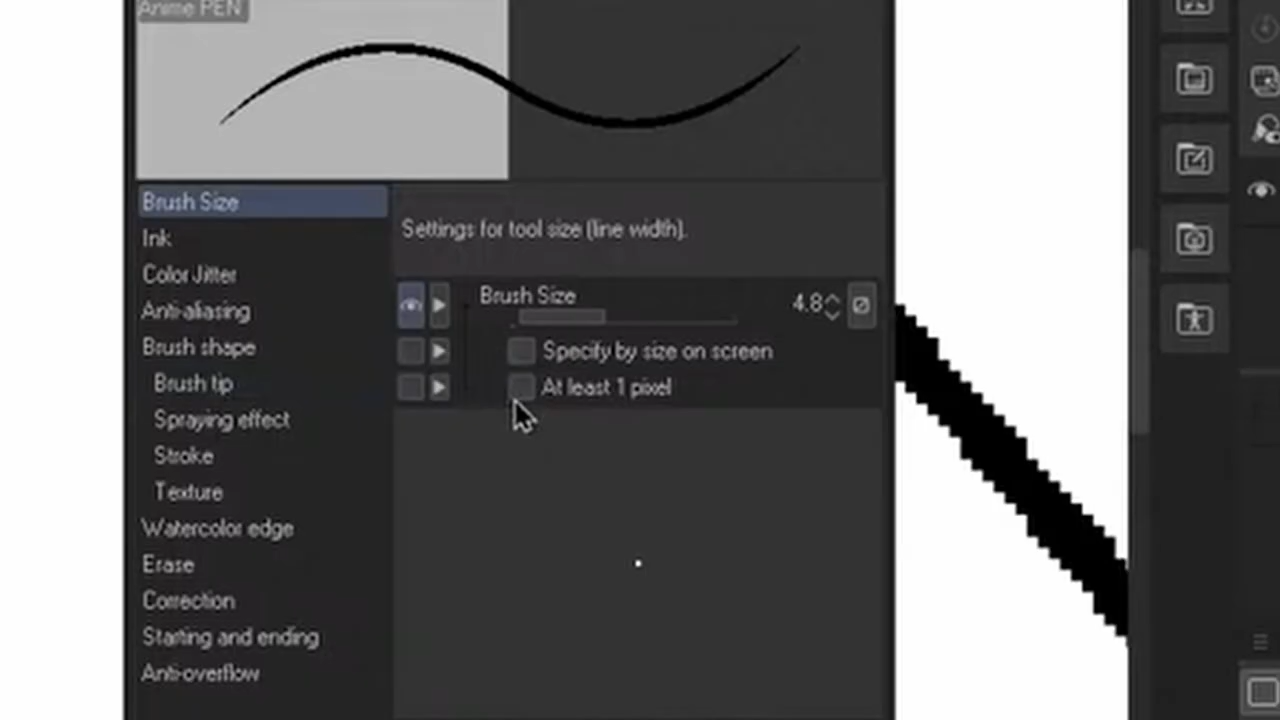 Anime PEN
Brush Size
Ink
Color Jitter
Anti-aliasing
Brush shape
Brush tip
Spraying effect
Stroke
Texture
Watercolor edge
Erase
Correction
Starting and ending
Anti-overflow
Settings for tool size (line width).
Brush Size 4.8
Specify by size on screen
At least 1 pixel